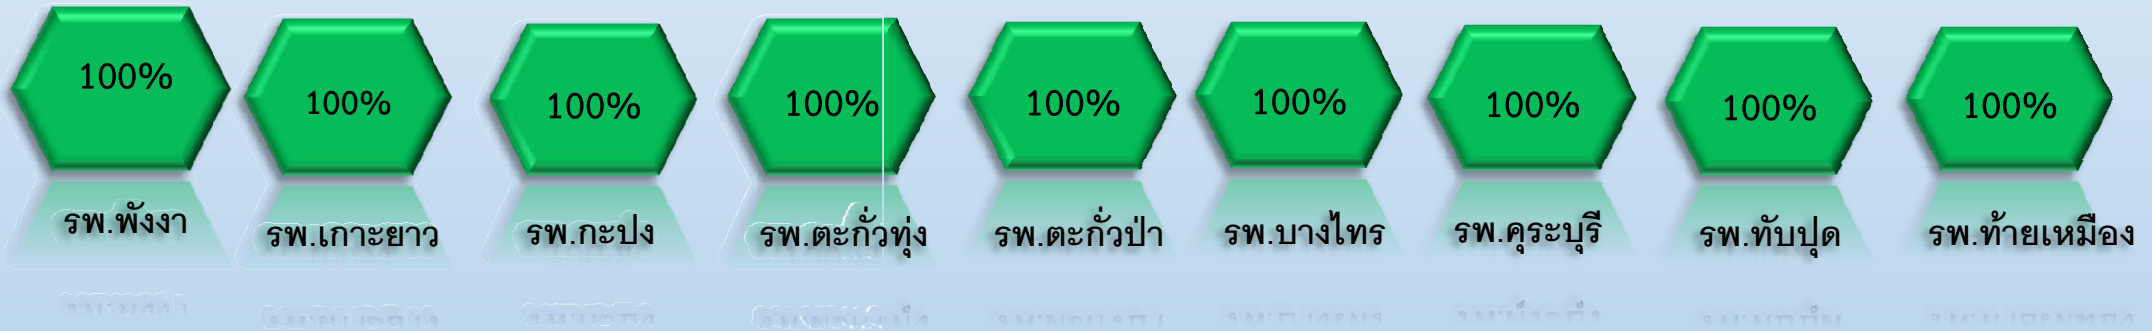 100% 100% 100% 100% 100% 100% 100% 100% 100%
รพ.พังงา รพ.เกาะยาว รพ.กะปง รพ.ตะกั่วทุ่ง รพ.ตะกั่วป่า รพ.บางไทร รพ.คุระบุรี รพ.ทับปุด รพ.ท้ายเหมือง